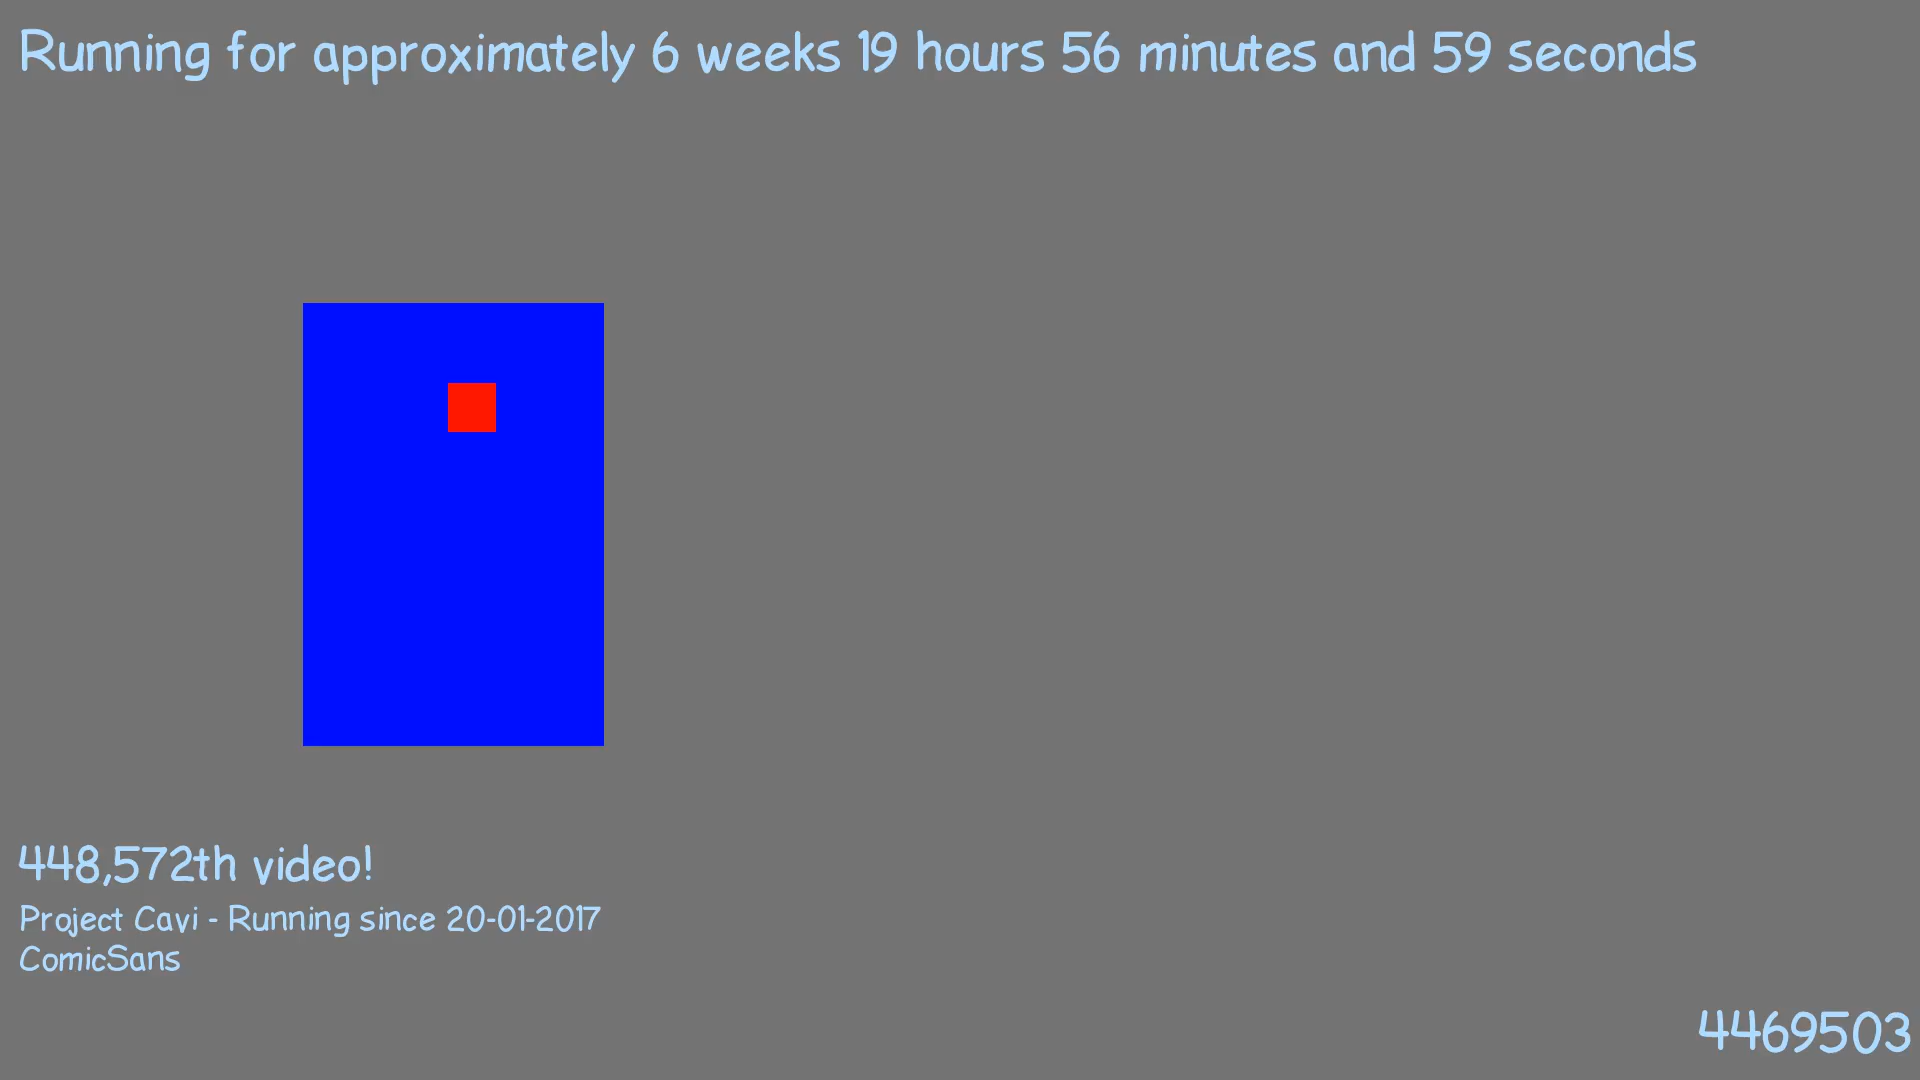 Running for approximately 6 weeks 19 hours 56 minutes and 59 seconds
448,572th video!
Project Cavi - Running since 20-01-2017
ComicSans
4469503